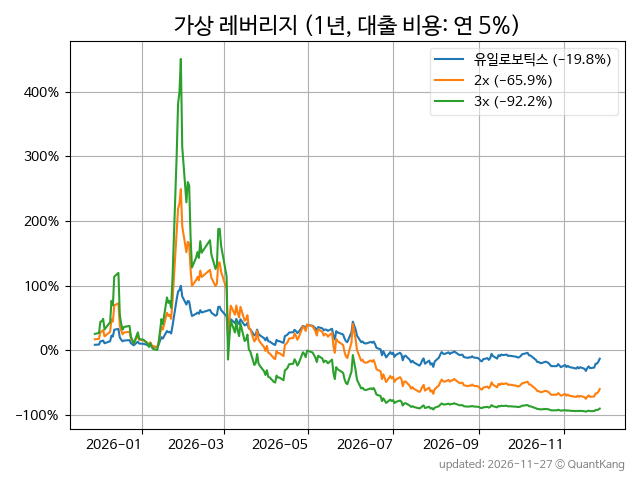 가상 레버리지 (1년, 대출 비용: 연 5%)
유일로보틱스 (-19.8%)
2x (-65.9%)
3x (-92.2%)
400%
300%
200%
100%
0%
-100%
2026-01 2026-03 2026-05 2026-07 2026-09 2026-11
updated: 2026-11-27 © QuantKang